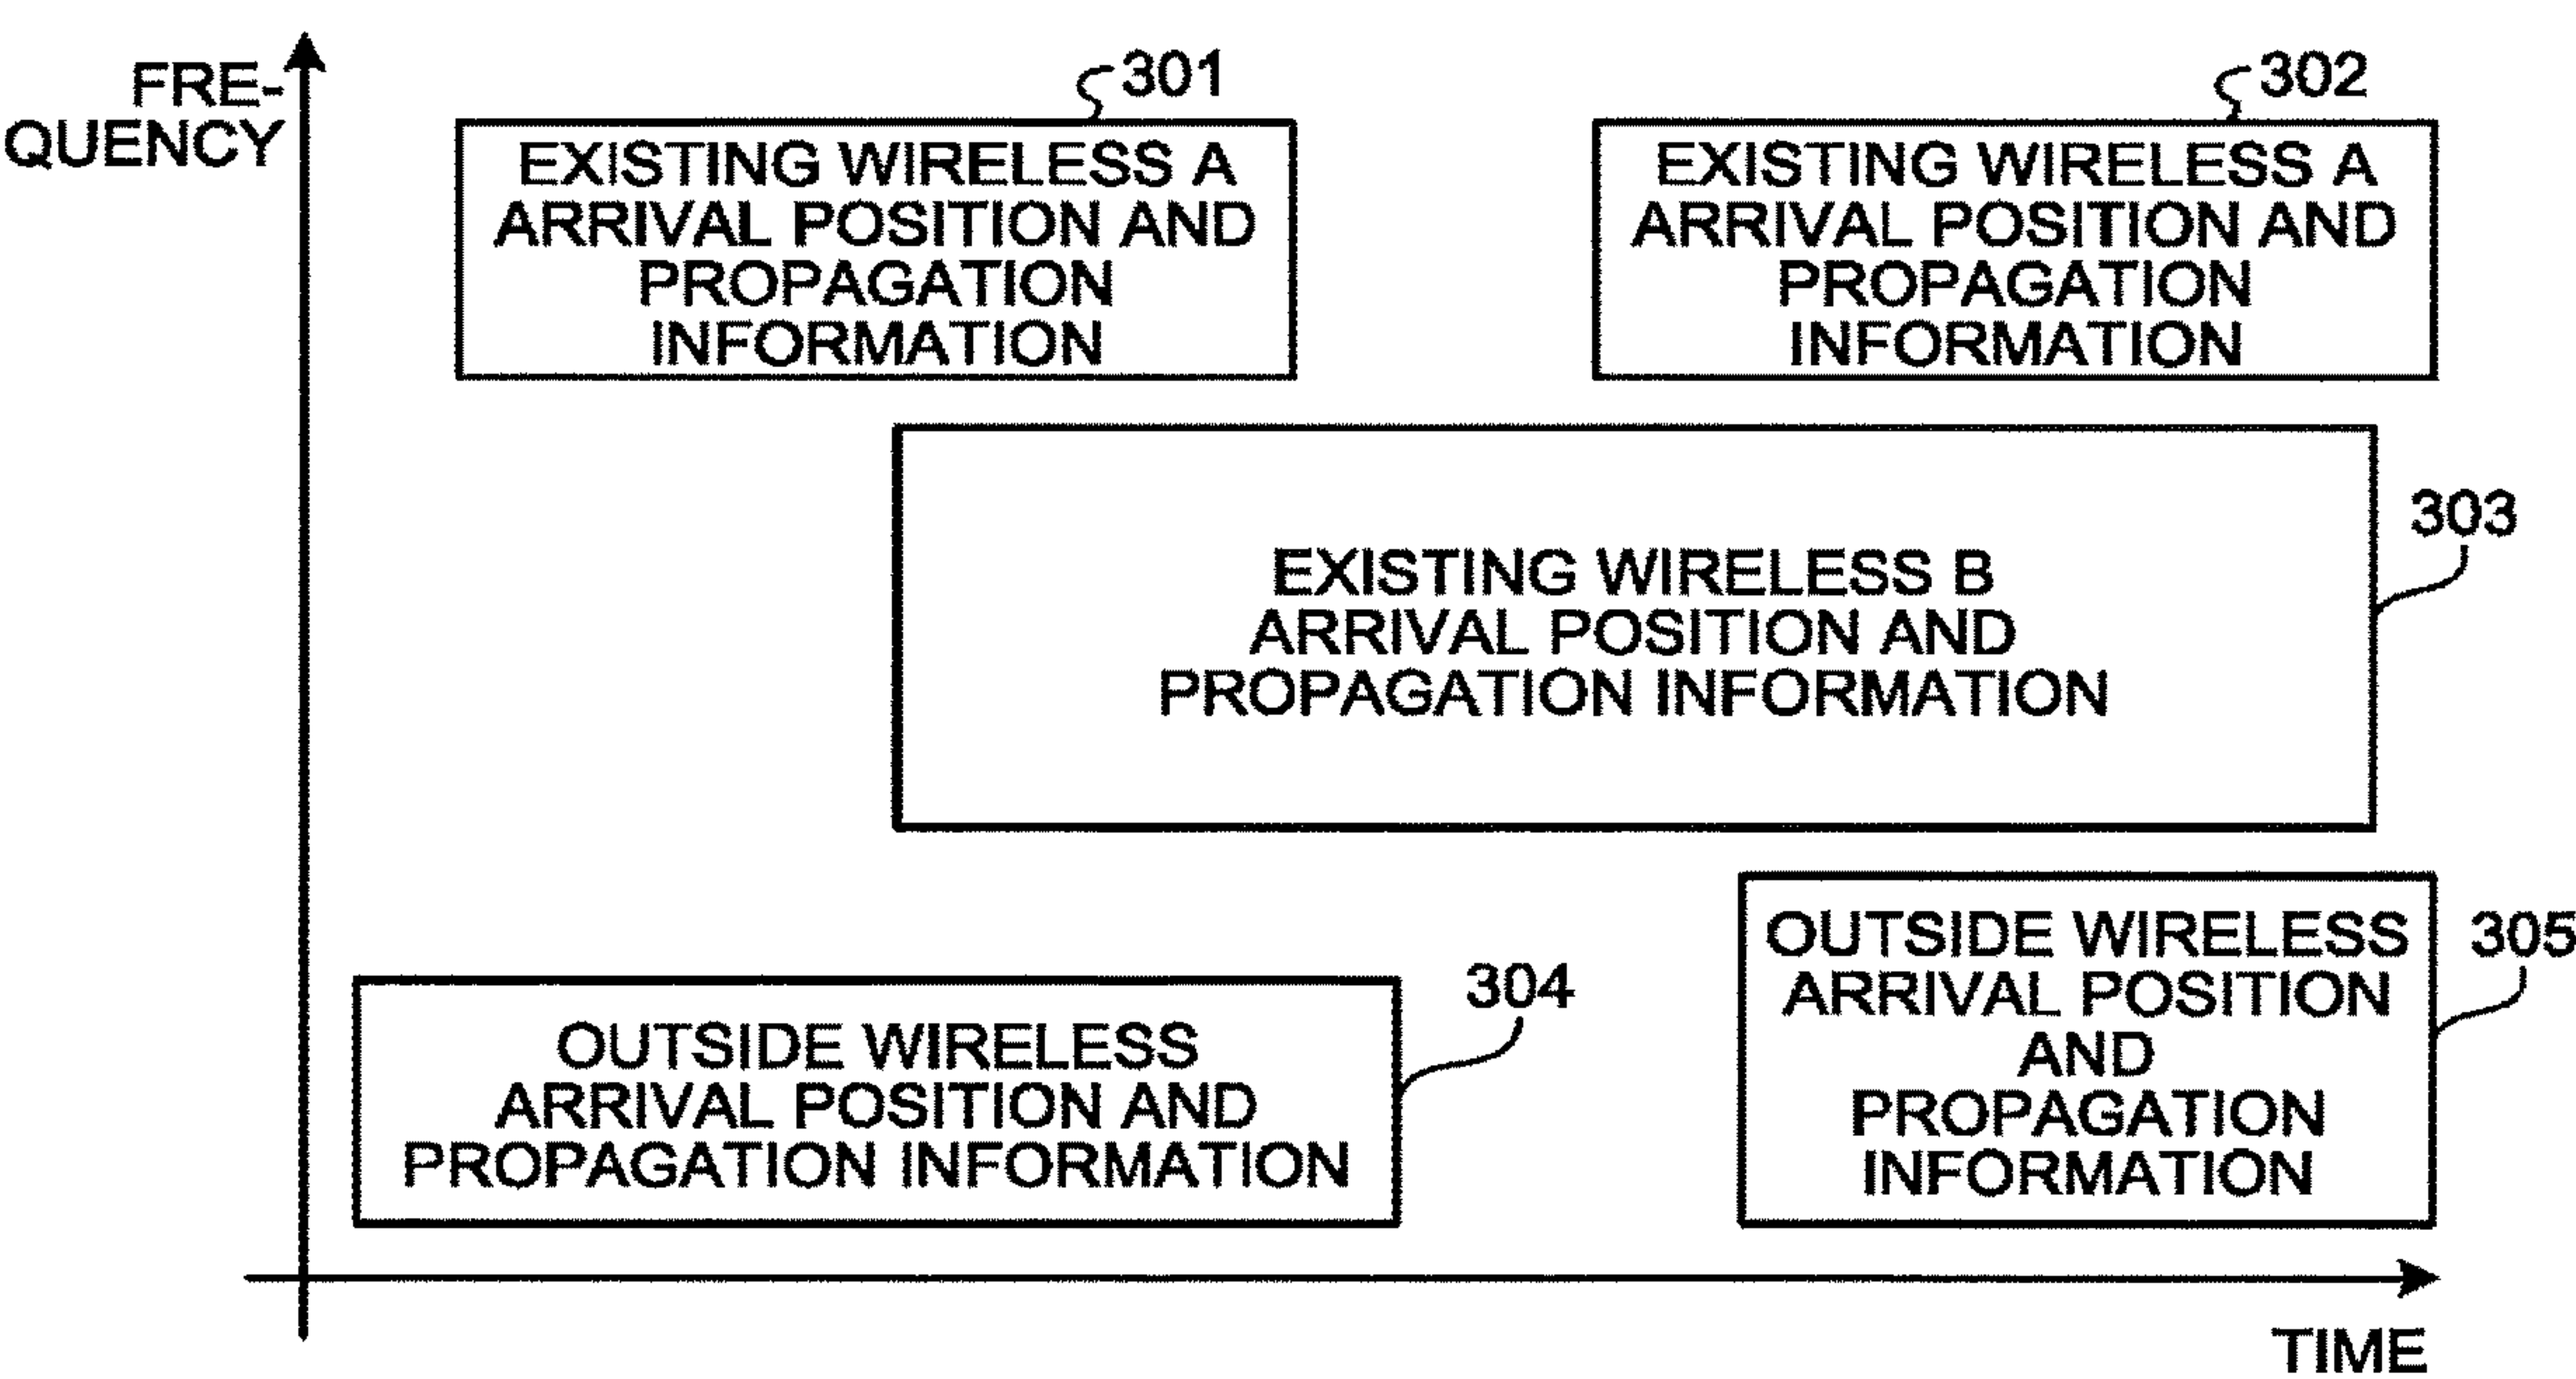 FRE-
QUENCY
301
EXISTING WIRELESS A
ARRIVAL POSITION AND
PROPAGATION
INFORMATION
302
EXISTING WIRELESS A
ARRIVAL POSITION AND
PROPAGATION
INFORMATION
303
EXISTING WIRELESS B
ARRIVAL POSITION AND
PROPAGATION INFORMATION
304
OUTSIDE WIRELESS
ARRIVAL POSITION AND
PROPAGATION INFORMATION
305
OUTSIDE WIRELESS
ARRIVAL POSITION
AND
PROPAGATION
INFORMATION
TIME